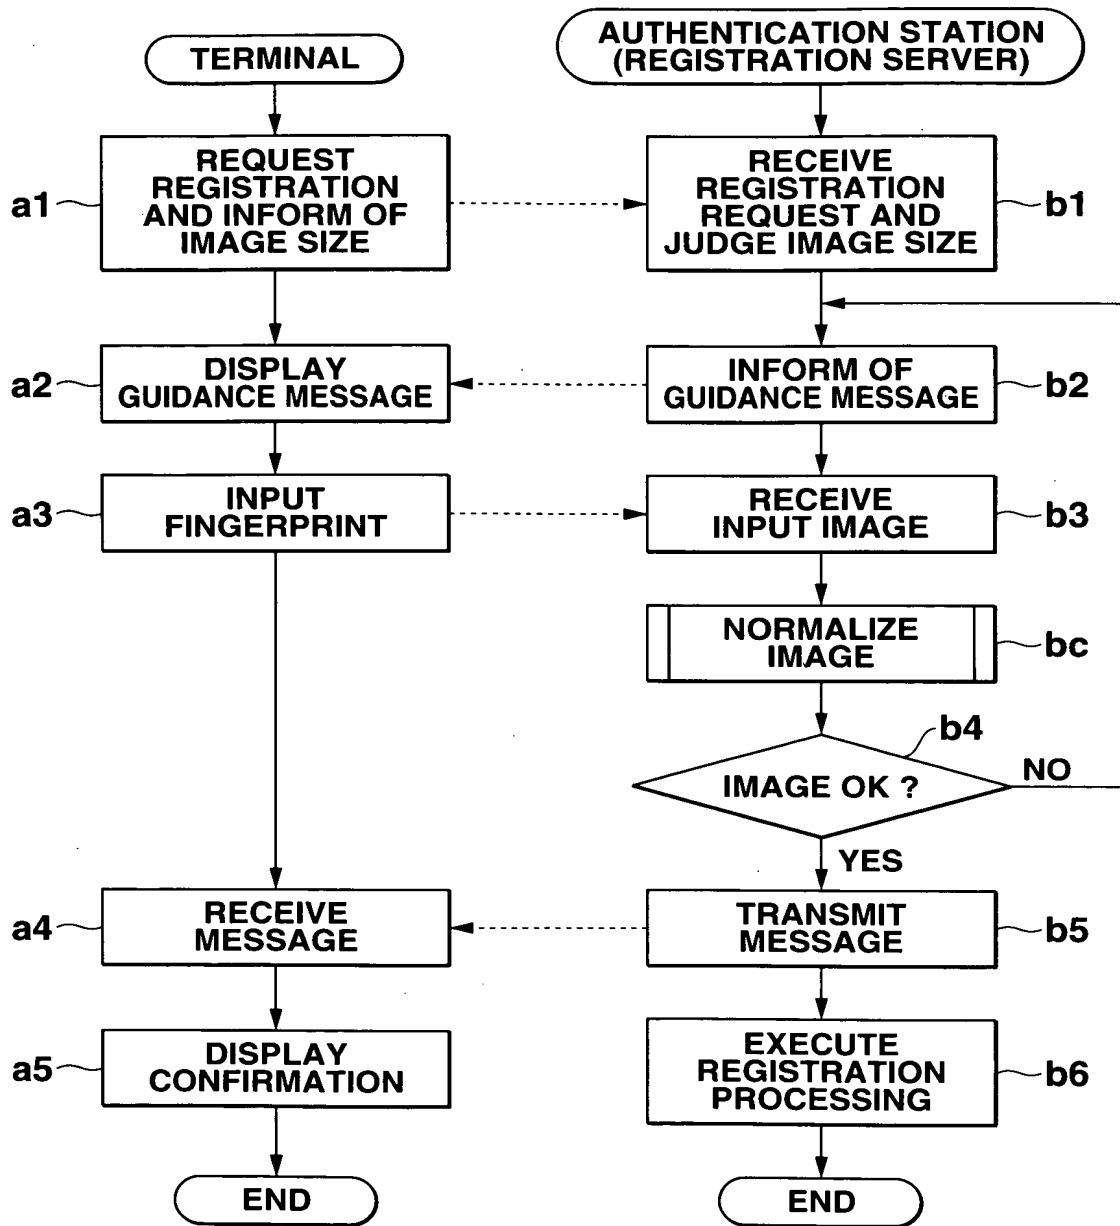 TERMINAL
AUTHENTICATION STATION
(REGISTRATION SERVER)
a1
REQUEST
REGISTRATION
AND INFORM OF
IMAGE SIZE
RECEIVE
REGISTRATION
REQUEST AND
JUDGE IMAGE SIZE
b1
a2
DISPLAY
GUIDANCE MESSAGE
INFORM OF
GUIDANCE MESSAGE
b2
a3
INPUT
FINGERPRINT
RECEIVE
INPUT IMAGE
b3
NORMALIZE
IMAGE
bc
b4
IMAGE OK ?
NO
YES
a4
RECEIVE
MESSAGE
TRANSMIT
MESSAGE
b5
a5
DISPLAY
CONFIRMATION
EXECUTE
REGISTRATION
PROCESSING
b6
END
END